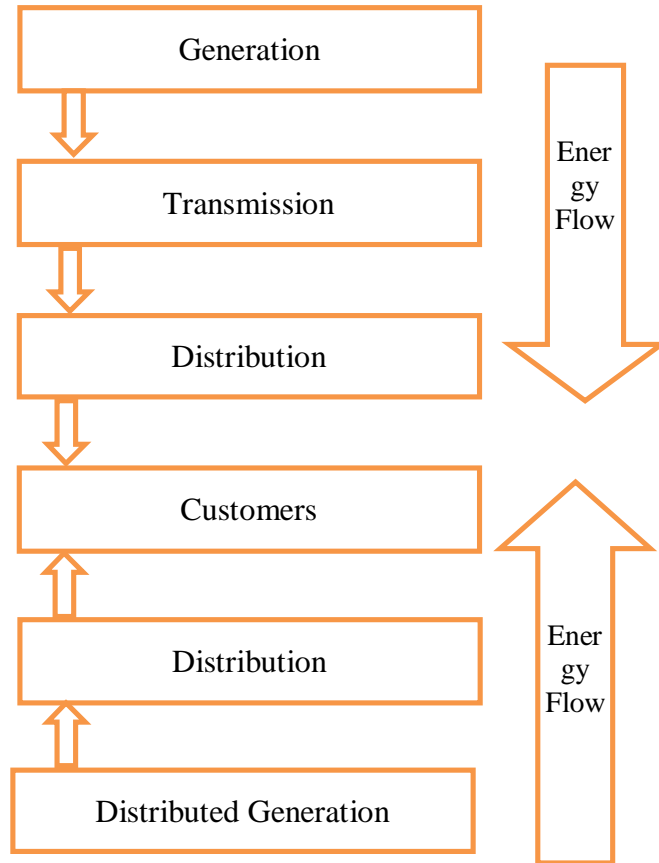 Generation
Ener
gy
Flow
Transmission
Distribution
Customers
Distribution
Ener
gy
Flow
Distributed Generation